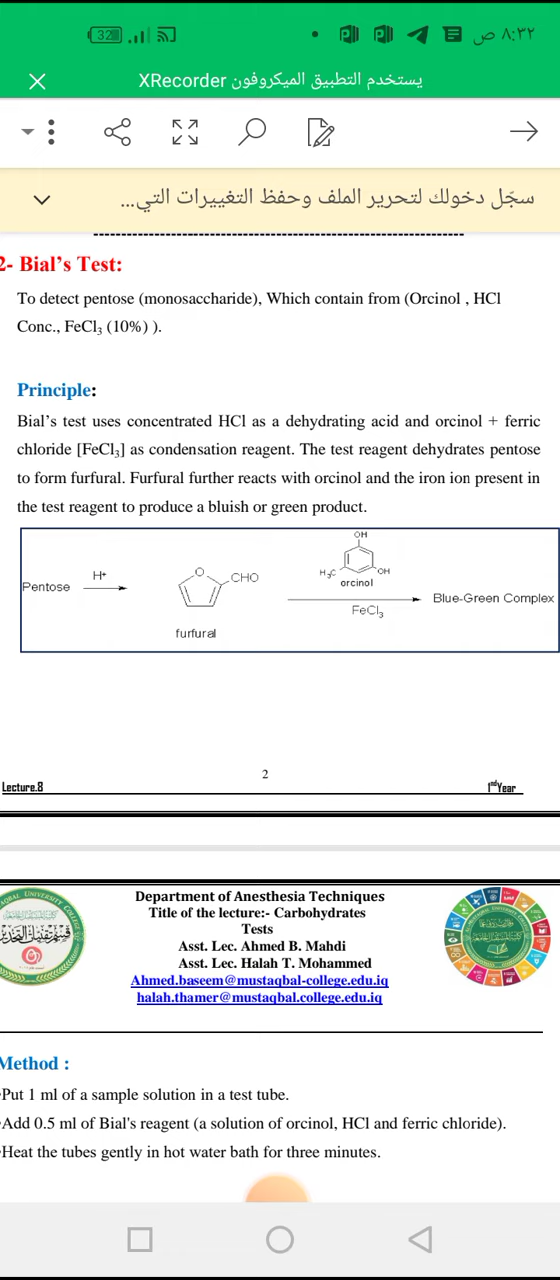 32 ص ٨:٣٢
يستخدم التطبيق الميكروفون XRecorder
سجّل دخولك لتحرير الملف وحفظ التغييرات التي...
2- Bial's Test:
To detect pentose (monosaccharide), Which contain from (Orcinol , HCl
Conc., FeCl₃ (10%) ).
Principle:
Bial's test uses concentrated HCl as a dehydrating acid and orcinol + ferric
chloride [FeCl₃] as condensation reagent. The test reagent dehydrates pentose
to form furfural. Furfural further reacts with orcinol and the iron ion present in
the test reagent to produce a bluish or green product.
Pentose
H⁺
O
CHO
furfural
OH
H₃C
OH
orcinol
FeCl₃
Blue-Green Complex
2
Lecture.8
1ⁿᵈYear
Department of Anesthesia Techniques
Title of the lecture:- Carbohydrates
Tests
Asst. Lec. Ahmed B. Mahdi
Asst. Lec. Halah T. Mohammed
Ahmed.baseem@mustaqbal-college.edu.iq
halah.thamer@mustaqbal.college.edu.iq
Method :
Put 1 ml of a sample solution in a test tube.
Add 0.5 ml of Bial's reagent (a solution of orcinol, HCl and ferric chloride).
Heat the tubes gently in hot water bath for three minutes.